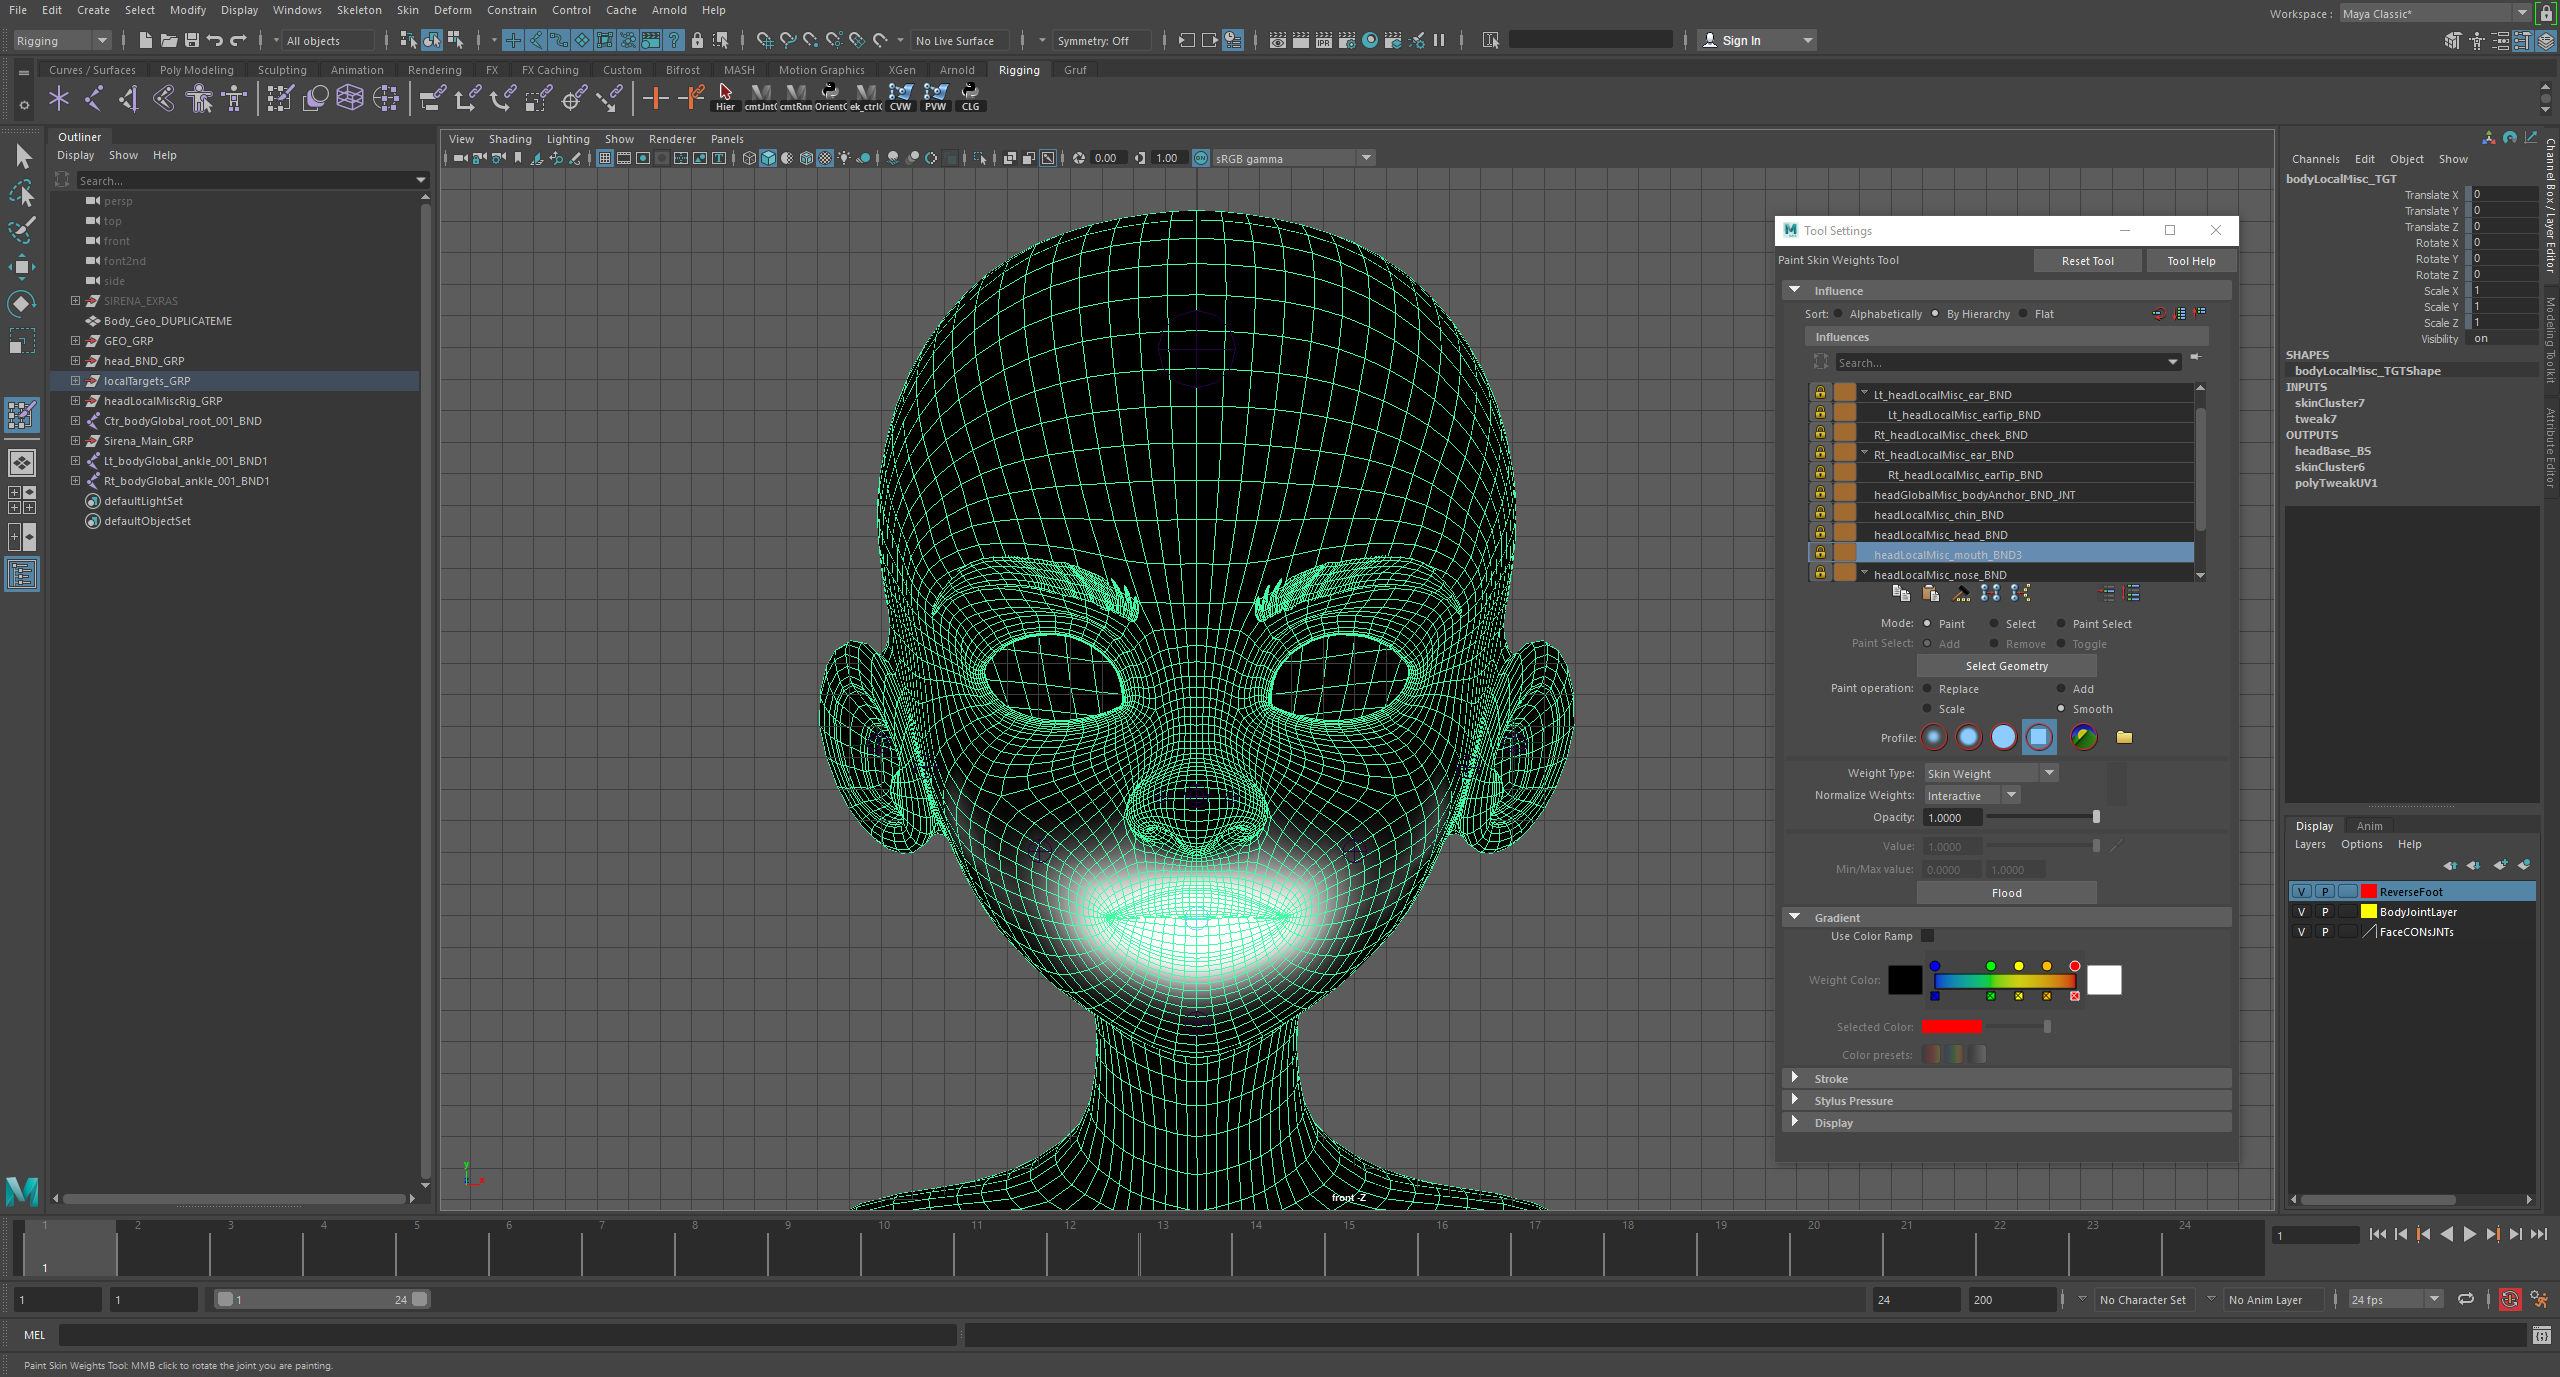 File Edit Create Select Modify Display Windows Skeleton Skin Deform Constrain Control Cache Arnold Help
Workspace : Maya Classic*
Rigging
All objects
No Live Surface
Symmetry: Off
Sign In
Curves / Surfaces Poly Modeling Sculpting Animation Rendering FX FX Caching Custom Bifrost MASH Motion Graphics XGen Arnold Rigging Gruf
Hier cmtJntC cmtRnn OrientC ek_ctrlC CVW PVW CLG
Outliner
Display Show Help
Search...
persp
top
front
font2nd
side
SIRENA_EXRAS
Body_Geo_DUPLICATEME
GEO_GRP
head_BND_GRP
localTargets_GRP
headLocalMiscRig_GRP
Ctr_bodyGlobal_root_001_BND
Sirena_Main_GRP
Lt_bodyGlobal_ankle_001_BND1
Rt_bodyGlobal_ankle_001_BND1
defaultLightSet
defaultObjectSet
View Shading Lighting Show Renderer Panels
0.00 1.00 ON sRGB gamma
y x
front -Z
Tool Settings
Paint Skin Weights Tool
Reset Tool Tool Help
Influence
Sort: Alphabetically By Hierarchy Flat
Influences
Search...
Lt_headLocalMisc_ear_BND
Lt_headLocalMisc_earTip_BND
Rt_headLocalMisc_cheek_BND
Rt_headLocalMisc_ear_BND
Rt_headLocalMisc_earTip_BND
headGlobalMisc_bodyAnchor_BND_JNT
headLocalMisc_chin_BND
headLocalMisc_head_BND
headLocalMisc_mouth_BND3
headLocalMisc_nose_BND
Mode: Paint Select Paint Select
Paint Select: Add Remove Toggle
Select Geometry
Paint operation: Replace Add
Scale Smooth
Profile:
Weight Type: Skin Weight
Normalize Weights: Interactive
Opacity: 1.0000
Value: 1.0000
Min/Max value: 0.0000 1.0000
Flood
Gradient
Use Color Ramp
Weight Color:
Selected Color:
Color presets:
Stroke
Stylus Pressure
Display
Channels Edit Object Show
bodyLocalMisc_TGT
Translate X 0
Translate Y 0
Translate Z 0
Rotate X 0
Rotate Y 0
Rotate Z 0
Scale X 1
Scale Y 1
Scale Z 1
Visibility on
SHAPES
bodyLocalMisc_TGTShape
INPUTS
skinCluster7
tweak7
OUTPUTS
headBase_BS
skinCluster6
polyTweakUV1
Channel Box / Layer Editor
Modeling Toolkit
Attribute Editor
Display Anim
Layers Options Help
V P ReverseFoot
V P BodyJointLayer
V P FaceCONsJNTs
1 2 3 4 5 6 7 8 9 10 11 12 13 14 15 16 17 18 19 20 21 22 23 24
1
1
1 1 1 24 24 200 No Character Set No Anim Layer 24 fps
MEL
Paint Skin Weights Tool: MMB click to rotate the joint you are painting.